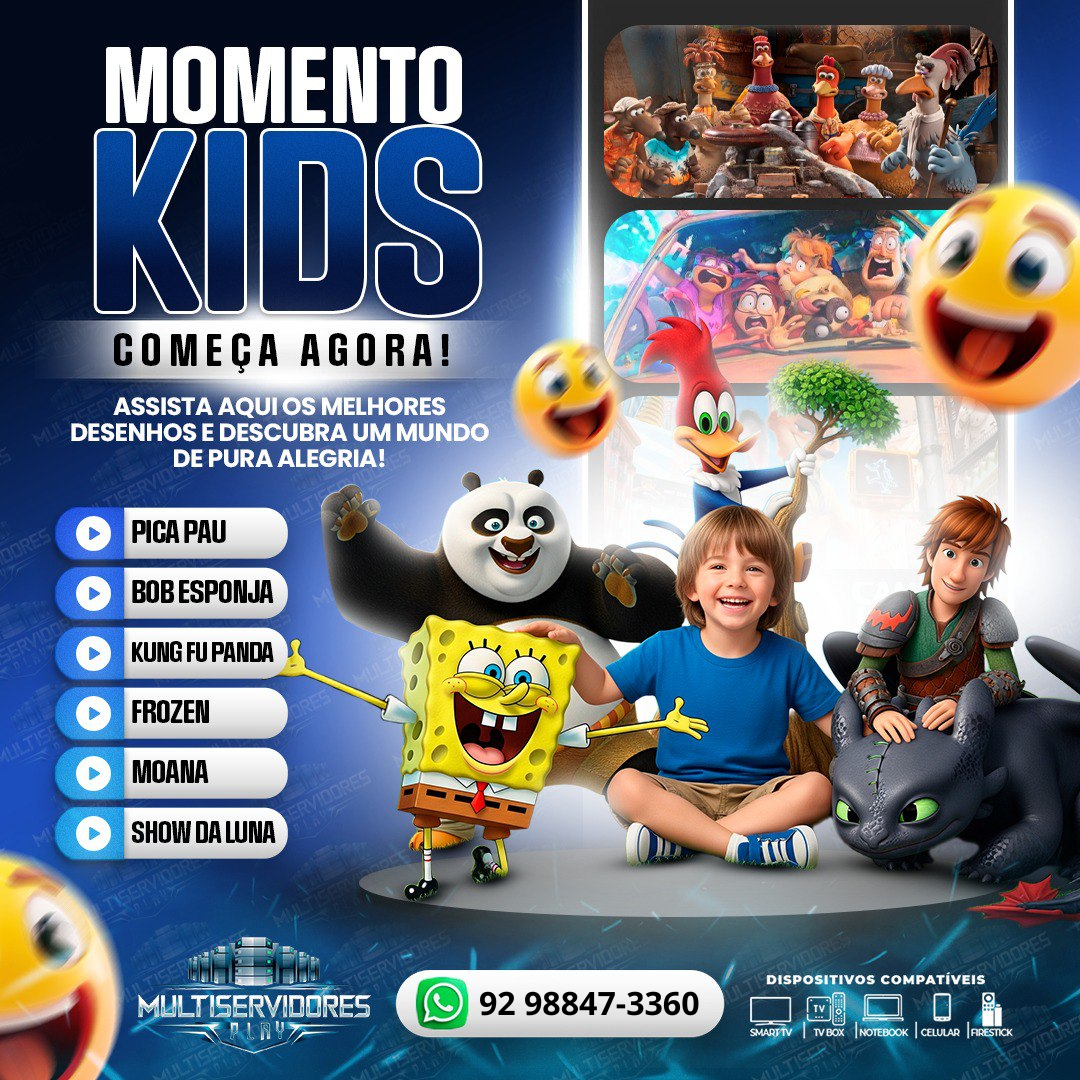 MOMENTO
KIDS
COMEÇA AGORA!
ASSISTA AQUI OS MELHORES
DESENHOS E DESCUBRA UM MUNDO
DE PURA ALEGRIA!
PICA PAU
BOB ESPONJA
KUNG FU PANDA
FROZEN
MOANA
SHOW DA LUNA
MULTISERVIDORES
PLAY
92 98847-3360
DISPOSITIVOS COMPATÍVEIS
TV
SMART TV | TV BOX | NOTEBOOK | CELULAR | FIRESTICK